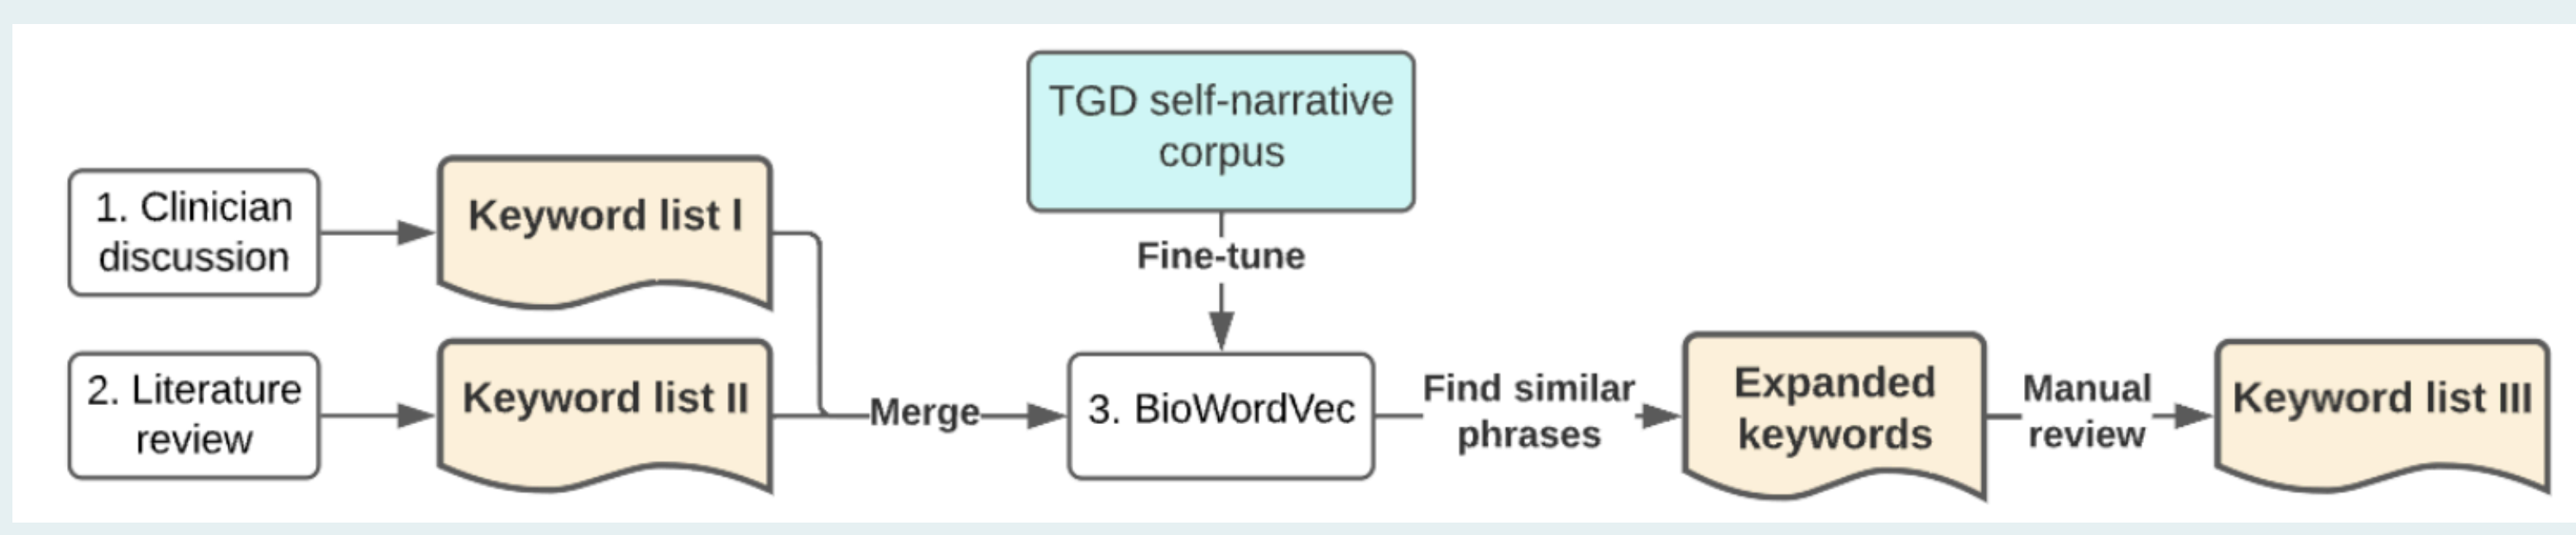 TGD self-narrative
corpus
1. Clinician
discussion
Keyword list I
Fine-tune
2. Literature
review
Keyword list II
Merge
3. BioWordVec
Find similar
phrases
Expanded
keywords
Manual
review
Keyword list III